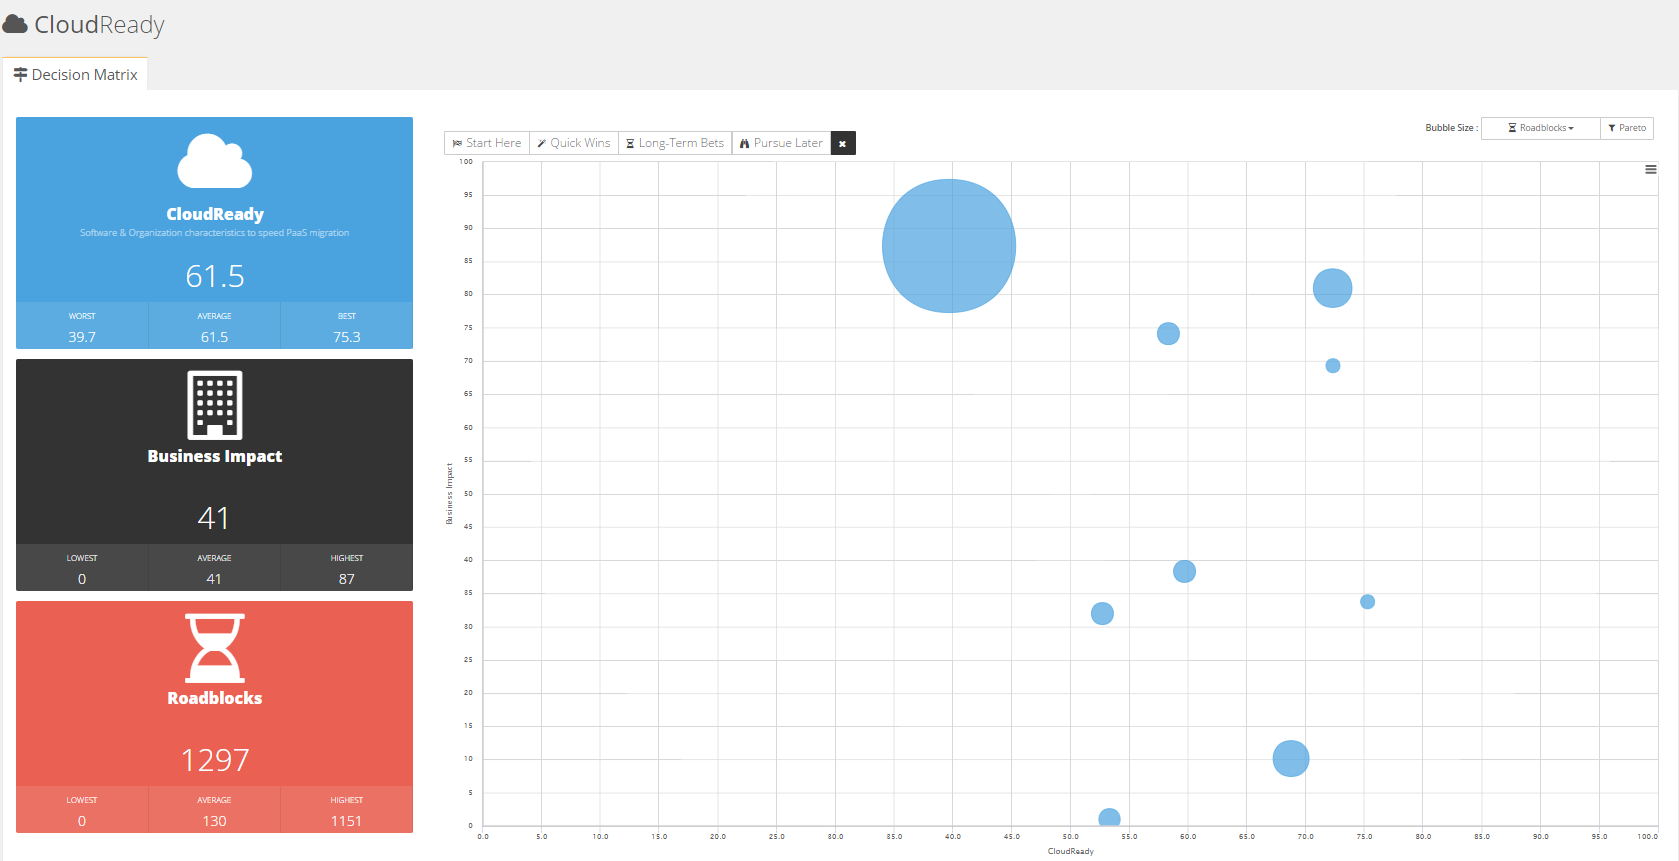 CloudReady
Decision Matrix
CloudReady
Software & Organization characteristics to speed PaaS migration
61.5
WORST AVERAGE BEST
39.7 61.5 75.3
Business Impact
41
LOWEST AVERAGE HIGHEST
0 41 87
Roadblocks
1297
LOWEST AVERAGE HIGHEST
0 130 1151
Start Here Quick Wins Long-Term Bets Pursue Later
Bubble Size : Roadblocks Pareto
100
95
90
85
80
75
70
65
60
55
50
45
40
35
30
25
20
15
10
5
0
Business Impact
0.0 5.0 10.0 15.0 20.0 25.0 30.0 35.0 40.0 45.0 50.0 55.0 60.0 65.0 70.0 75.0 80.0 85.0 90.0 95.0 100.0
CloudReady